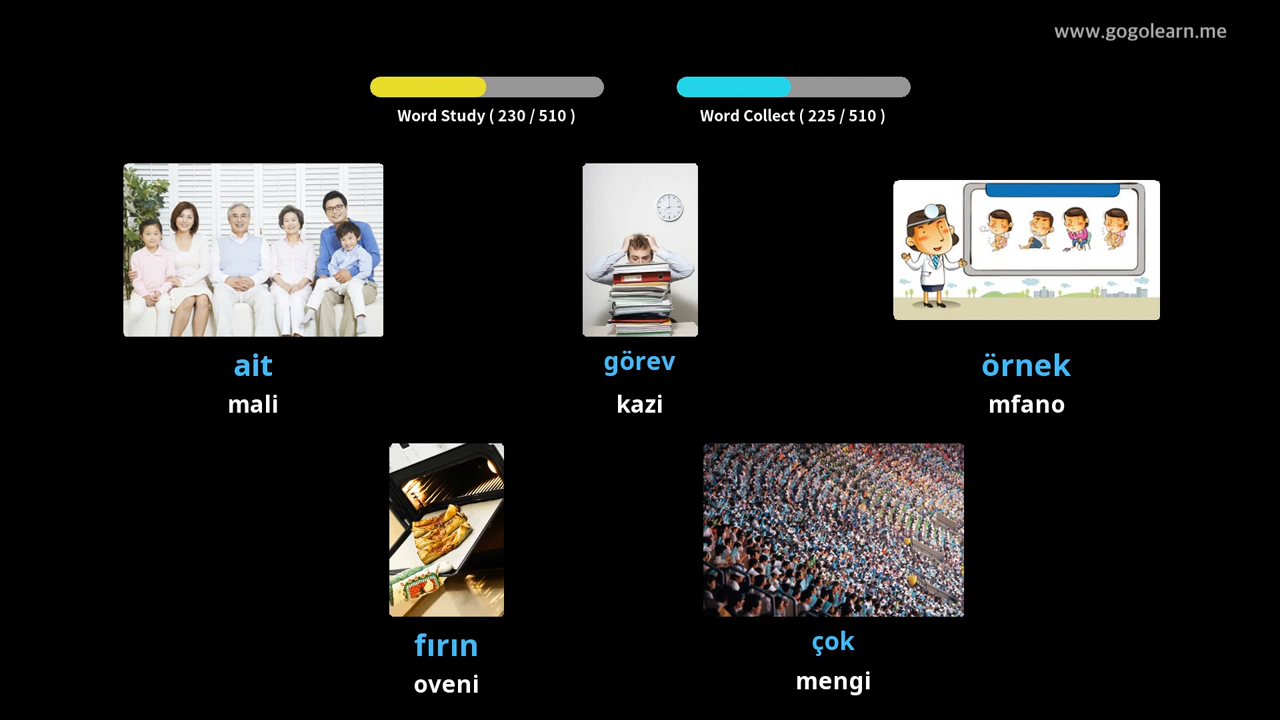 www.gogolearn.me
Word Study ( 230 / 510 )
Word Collect ( 225 / 510 )
ait
mali
görev
kazi
örnek
mfano
fırın
oveni
çok
mengi